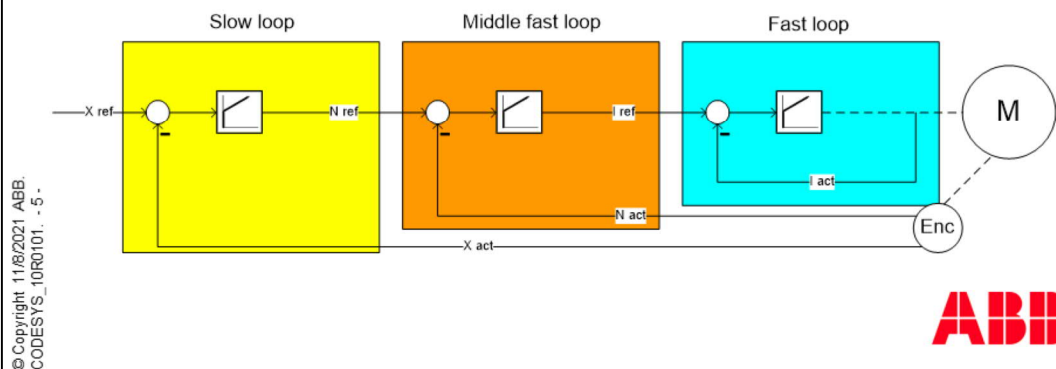 Slow loop
Middle fast loop
Fast loop
X ref
N ref
I ref
M
I act
N act
Enc
X act
© Copyright 11/8/2021 ABB.
CODESYS_10R0101. - 5 -
ABB